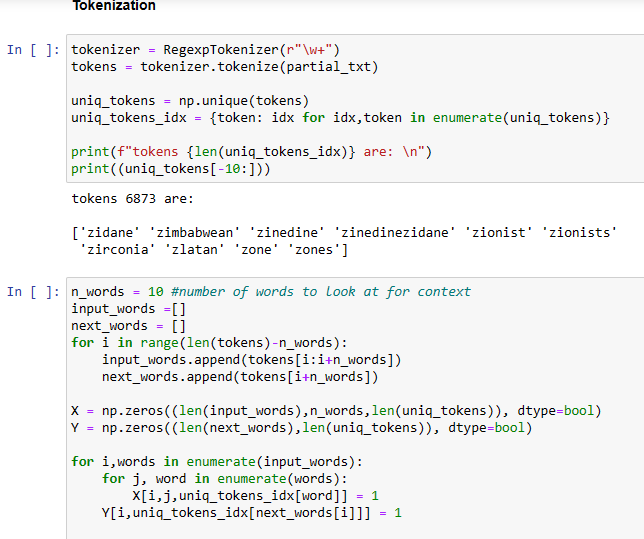 Tokenization
In [ ]: tokenizer = RegexpTokenizer(r"\w+")
tokens = tokenizer.tokenize(partial_txt)
uniq_tokens = np.unique(tokens)
uniq_tokens_idx = {token: idx for idx,token in enumerate(uniq_tokens)}
print(f"tokens {len(uniq_tokens_idx)} are: \n")
print((uniq_tokens[-10:]))
tokens 6873 are:
['zidane' 'zimbabwean' 'zinedine' 'zinedinezidane' 'zionist' 'zionists'
'zirconia' 'zlatan' 'zone' 'zones']
In [ ]: n_words = 10 #number of words to look at for context
input_words =[]
next_words = []
for i in range(len(tokens)-n_words):
    input_words.append(tokens[i:i+n_words])
    next_words.append(tokens[i+n_words])
X = np.zeros((len(input_words),n_words,len(uniq_tokens)), dtype=bool)
Y = np.zeros((len(next_words),len(uniq_tokens)), dtype=bool)
for i,words in enumerate(input_words):
    for j, word in enumerate(words):
        X[i,j,uniq_tokens_idx[word]] = 1
    Y[i,uniq_tokens_idx[next_words[i]]] = 1